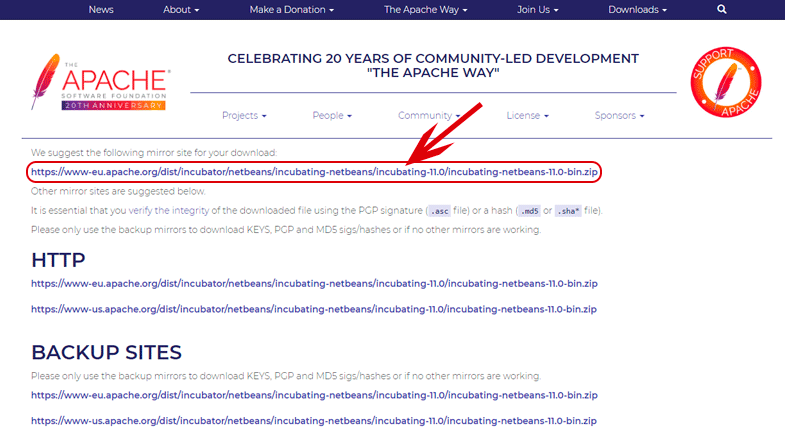 News About Make a Donation The Apache Way Join Us Downloads
THE
APACHE®
SOFTWARE FOUNDATION
20TH ANNIVERSARY
CELEBRATING 20 YEARS OF COMMUNITY-LED DEVELOPMENT
"THE APACHE WAY"
SUPPORT
APACHE
Projects People Community License Sponsors
We suggest the following mirror site for your download:
https://www-eu.apache.org/dist/incubator/netbeans/incubating-netbeans/incubating-11.0/incubating-netbeans-11.0-bin.zip
Other mirror sites are suggested below.
It is essential that you verify the integrity of the downloaded file using the PGP signature (.asc file) or a hash (.md5 or .sha* file).
Please only use the backup mirrors to download KEYS, PGP and MD5 sigs/hashes or if no other mirrors are working.
HTTP
https://www-eu.apache.org/dist/incubator/netbeans/incubating-netbeans/incubating-11.0/incubating-netbeans-11.0-bin.zip
https://www-us.apache.org/dist/incubator/netbeans/incubating-netbeans/incubating-11.0/incubating-netbeans-11.0-bin.zip
BACKUP SITES
Please only use the backup mirrors to download KEYS, PGP and MD5 sigs/hashes or if no other mirrors are working.
https://www-eu.apache.org/dist/incubator/netbeans/incubating-netbeans/incubating-11.0/incubating-netbeans-11.0-bin.zip
https://www-us.apache.org/dist/incubator/netbeans/incubating-netbeans/incubating-11.0/incubating-netbeans-11.0-bin.zip